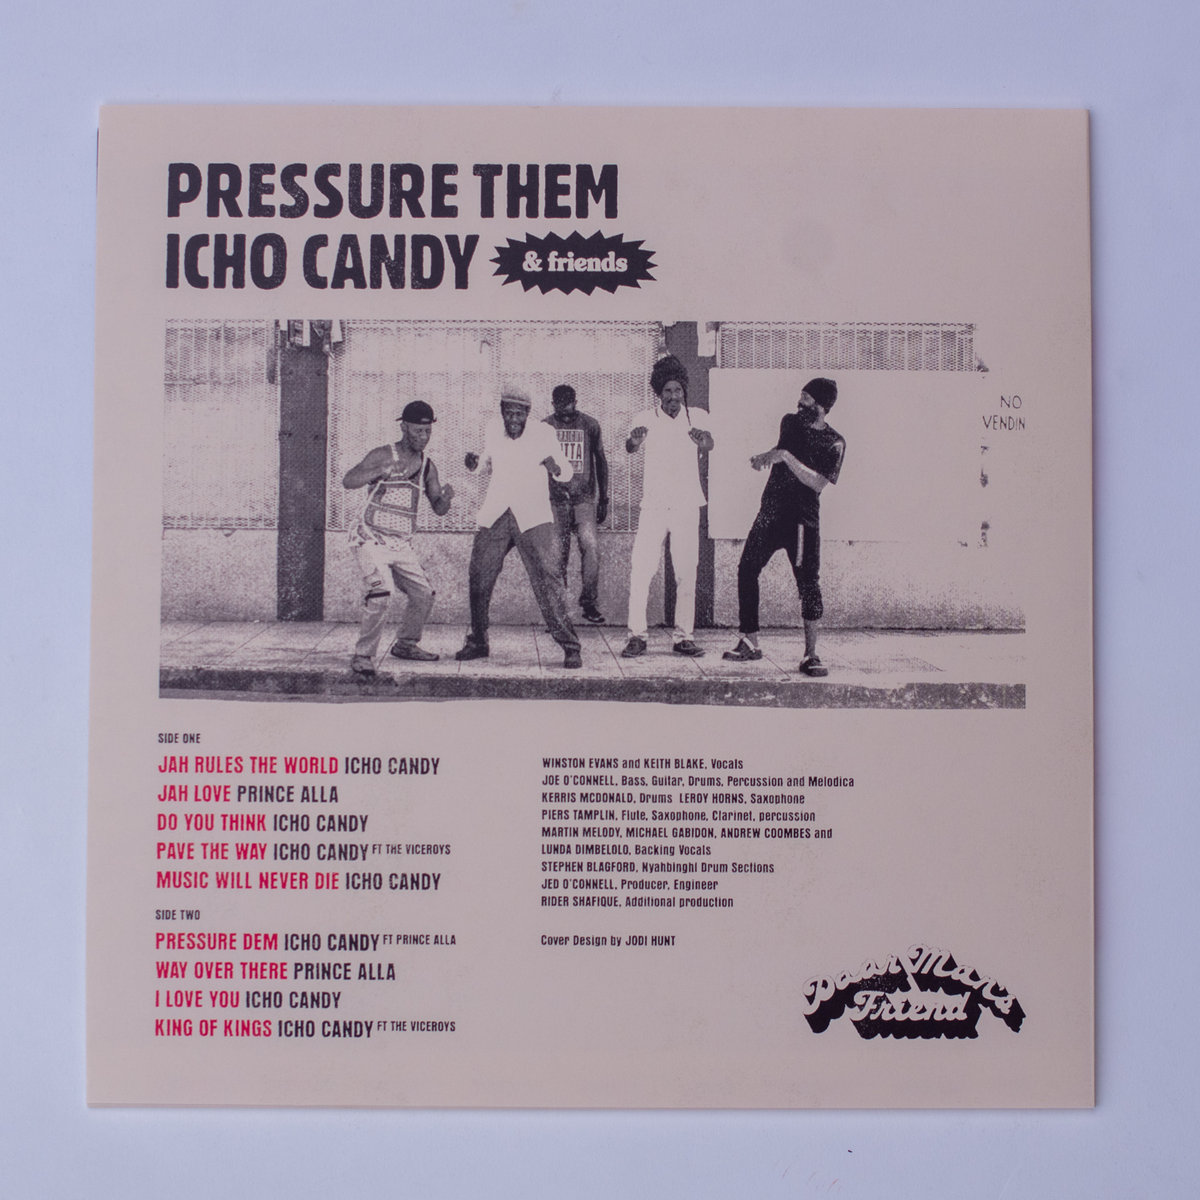 PRESSURE THEM
ICHO CANDY & friends
NO
VENDIN
SIDE ONE
JAH RULES THE WORLD ICHO CANDY
JAH LOVE PRINCE ALLA
DO YOU THINK ICHO CANDY
PAVE THE WAY ICHO CANDY FT THE VICEROYS
MUSIC WILL NEVER DIE ICHO CANDY
SIDE TWO
PRESSURE DEM ICHO CANDY FT PRINCE ALLA
WAY OVER THERE PRINCE ALLA
I LOVE YOU ICHO CANDY
KING OF KINGS ICHO CANDY FT THE VICEROYS
WINSTON EVANS and KEITH BLAKE, Vocals
JOE O'CONNELL, Bass, Guitar, Drums, Percussion and Melodica
KERRIS MCDONALD, Drums LEROY HORNS, Saxophone
PIERS TAMPLIN, Flute, Saxophone, Clarinet, percussion
MARTIN MELODY, MICHAEL GABIDON, ANDREW COOMBES and
LUNDA DIMBELOLO, Backing Vocals
STEPHEN BLAGFORD, Nyahbinghi Drum Sections
JED O'CONNELL, Producer, Engineer
RIDER SHAFIQUE, Additional production
Cover Design by JODI HUNT
Poor Man's
Friend